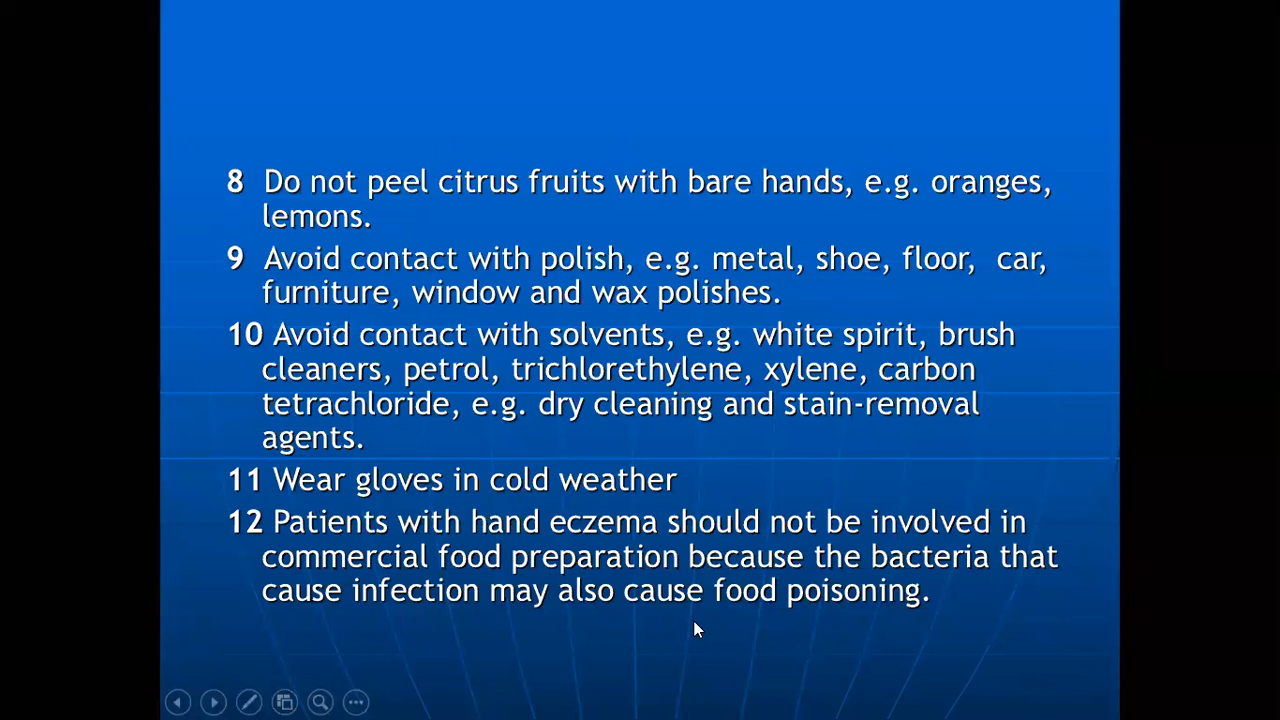 8 Do not peel citrus fruits with bare hands, e.g. oranges,
lemons.
9 Avoid contact with polish, e.g. metal, shoe, floor, car,
furniture, window and wax polishes.
10 Avoid contact with solvents, e.g. white spirit, brush
cleaners, petrol, trichlorethylene, xylene, carbon
tetrachloride, e.g. dry cleaning and stain-removal
agents.
11 Wear gloves in cold weather
12 Patients with hand eczema should not be involved in
commercial food preparation because the bacteria that
cause infection may also cause food poisoning.